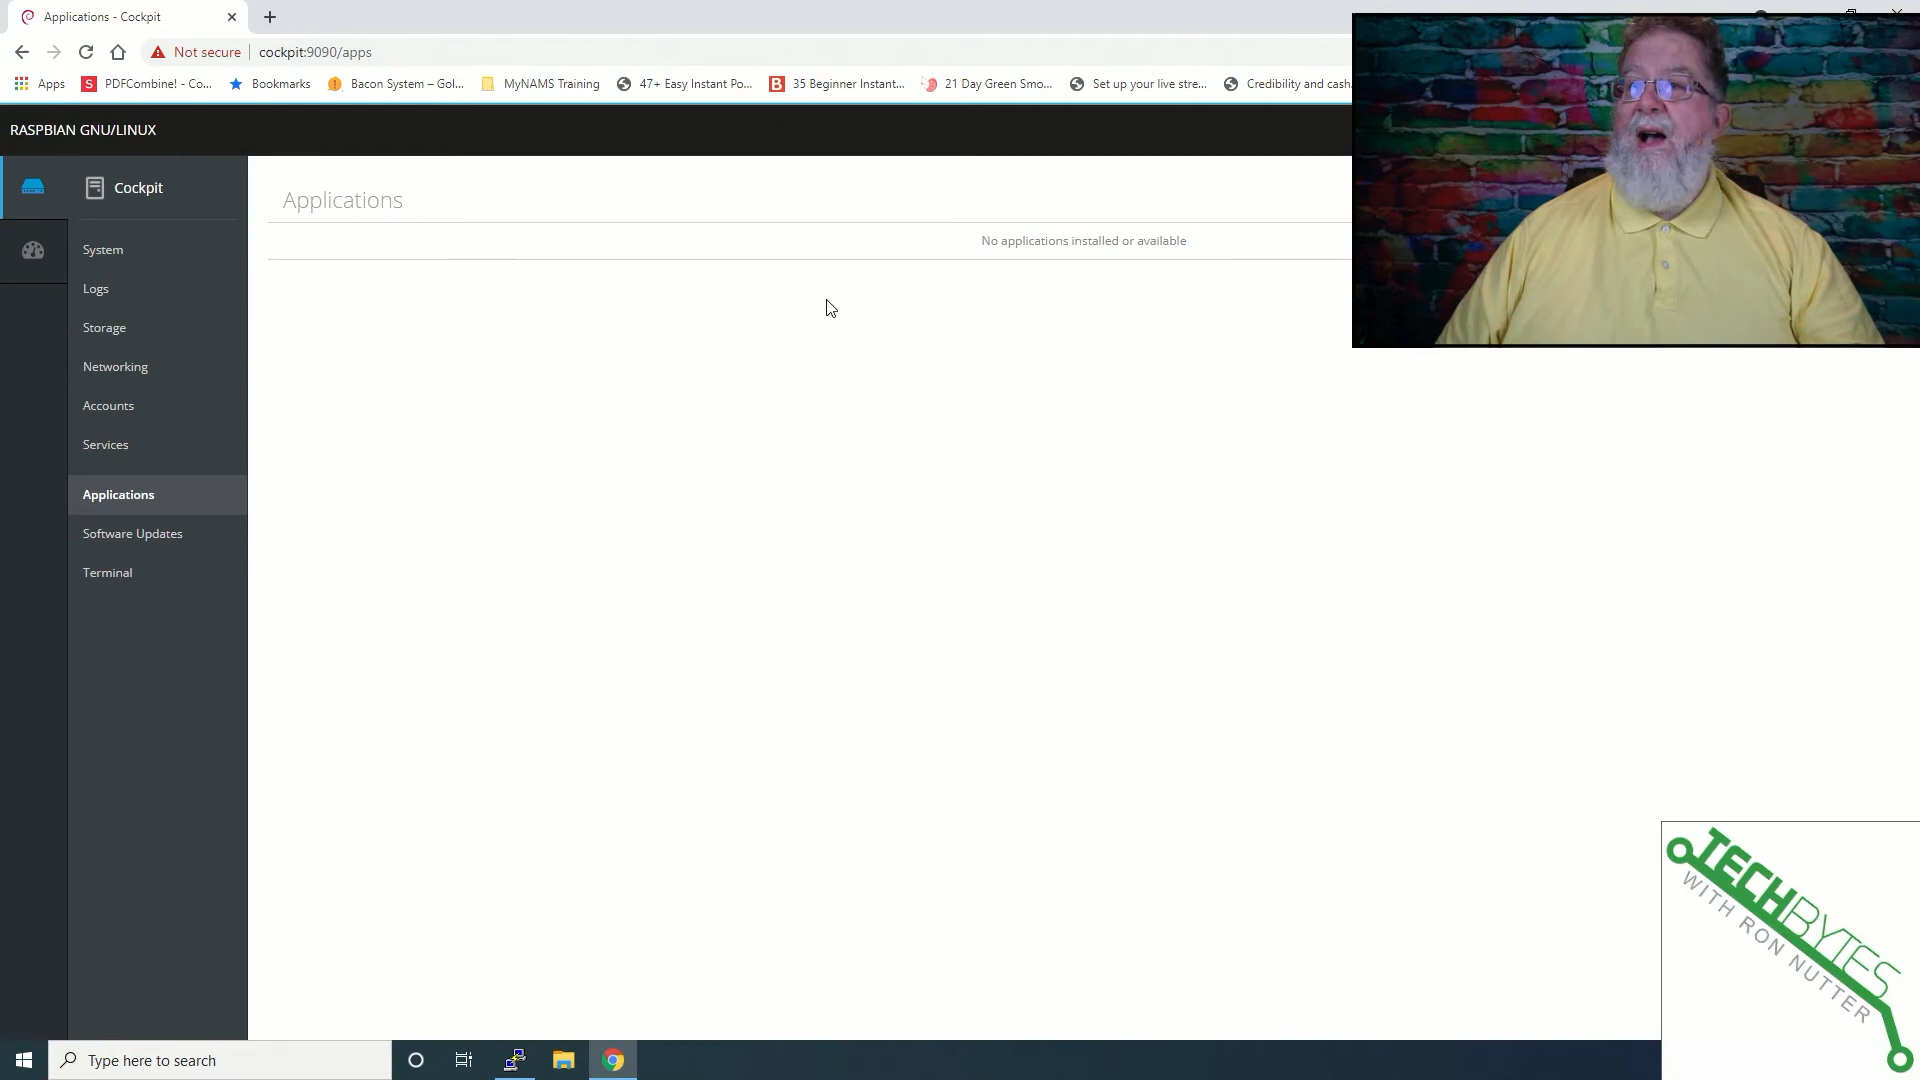 Applications - Cockpit
Not secure cockpit:9090/apps
Apps PDFCombine! - Co... Bookmarks Bacon System – Gol... MyNAMS Training 47+ Easy Instant Po... 35 Beginner Instant... 21 Day Green Smo... Set up your live stre... Credibility and cash
RASPBIAN GNU/LINUX
Cockpit
System
Logs
Storage
Networking
Accounts
Services
Applications
Software Updates
Terminal
Applications
No applications installed or available
TECHBYTES
WITH RON NUTTER
Type here to search